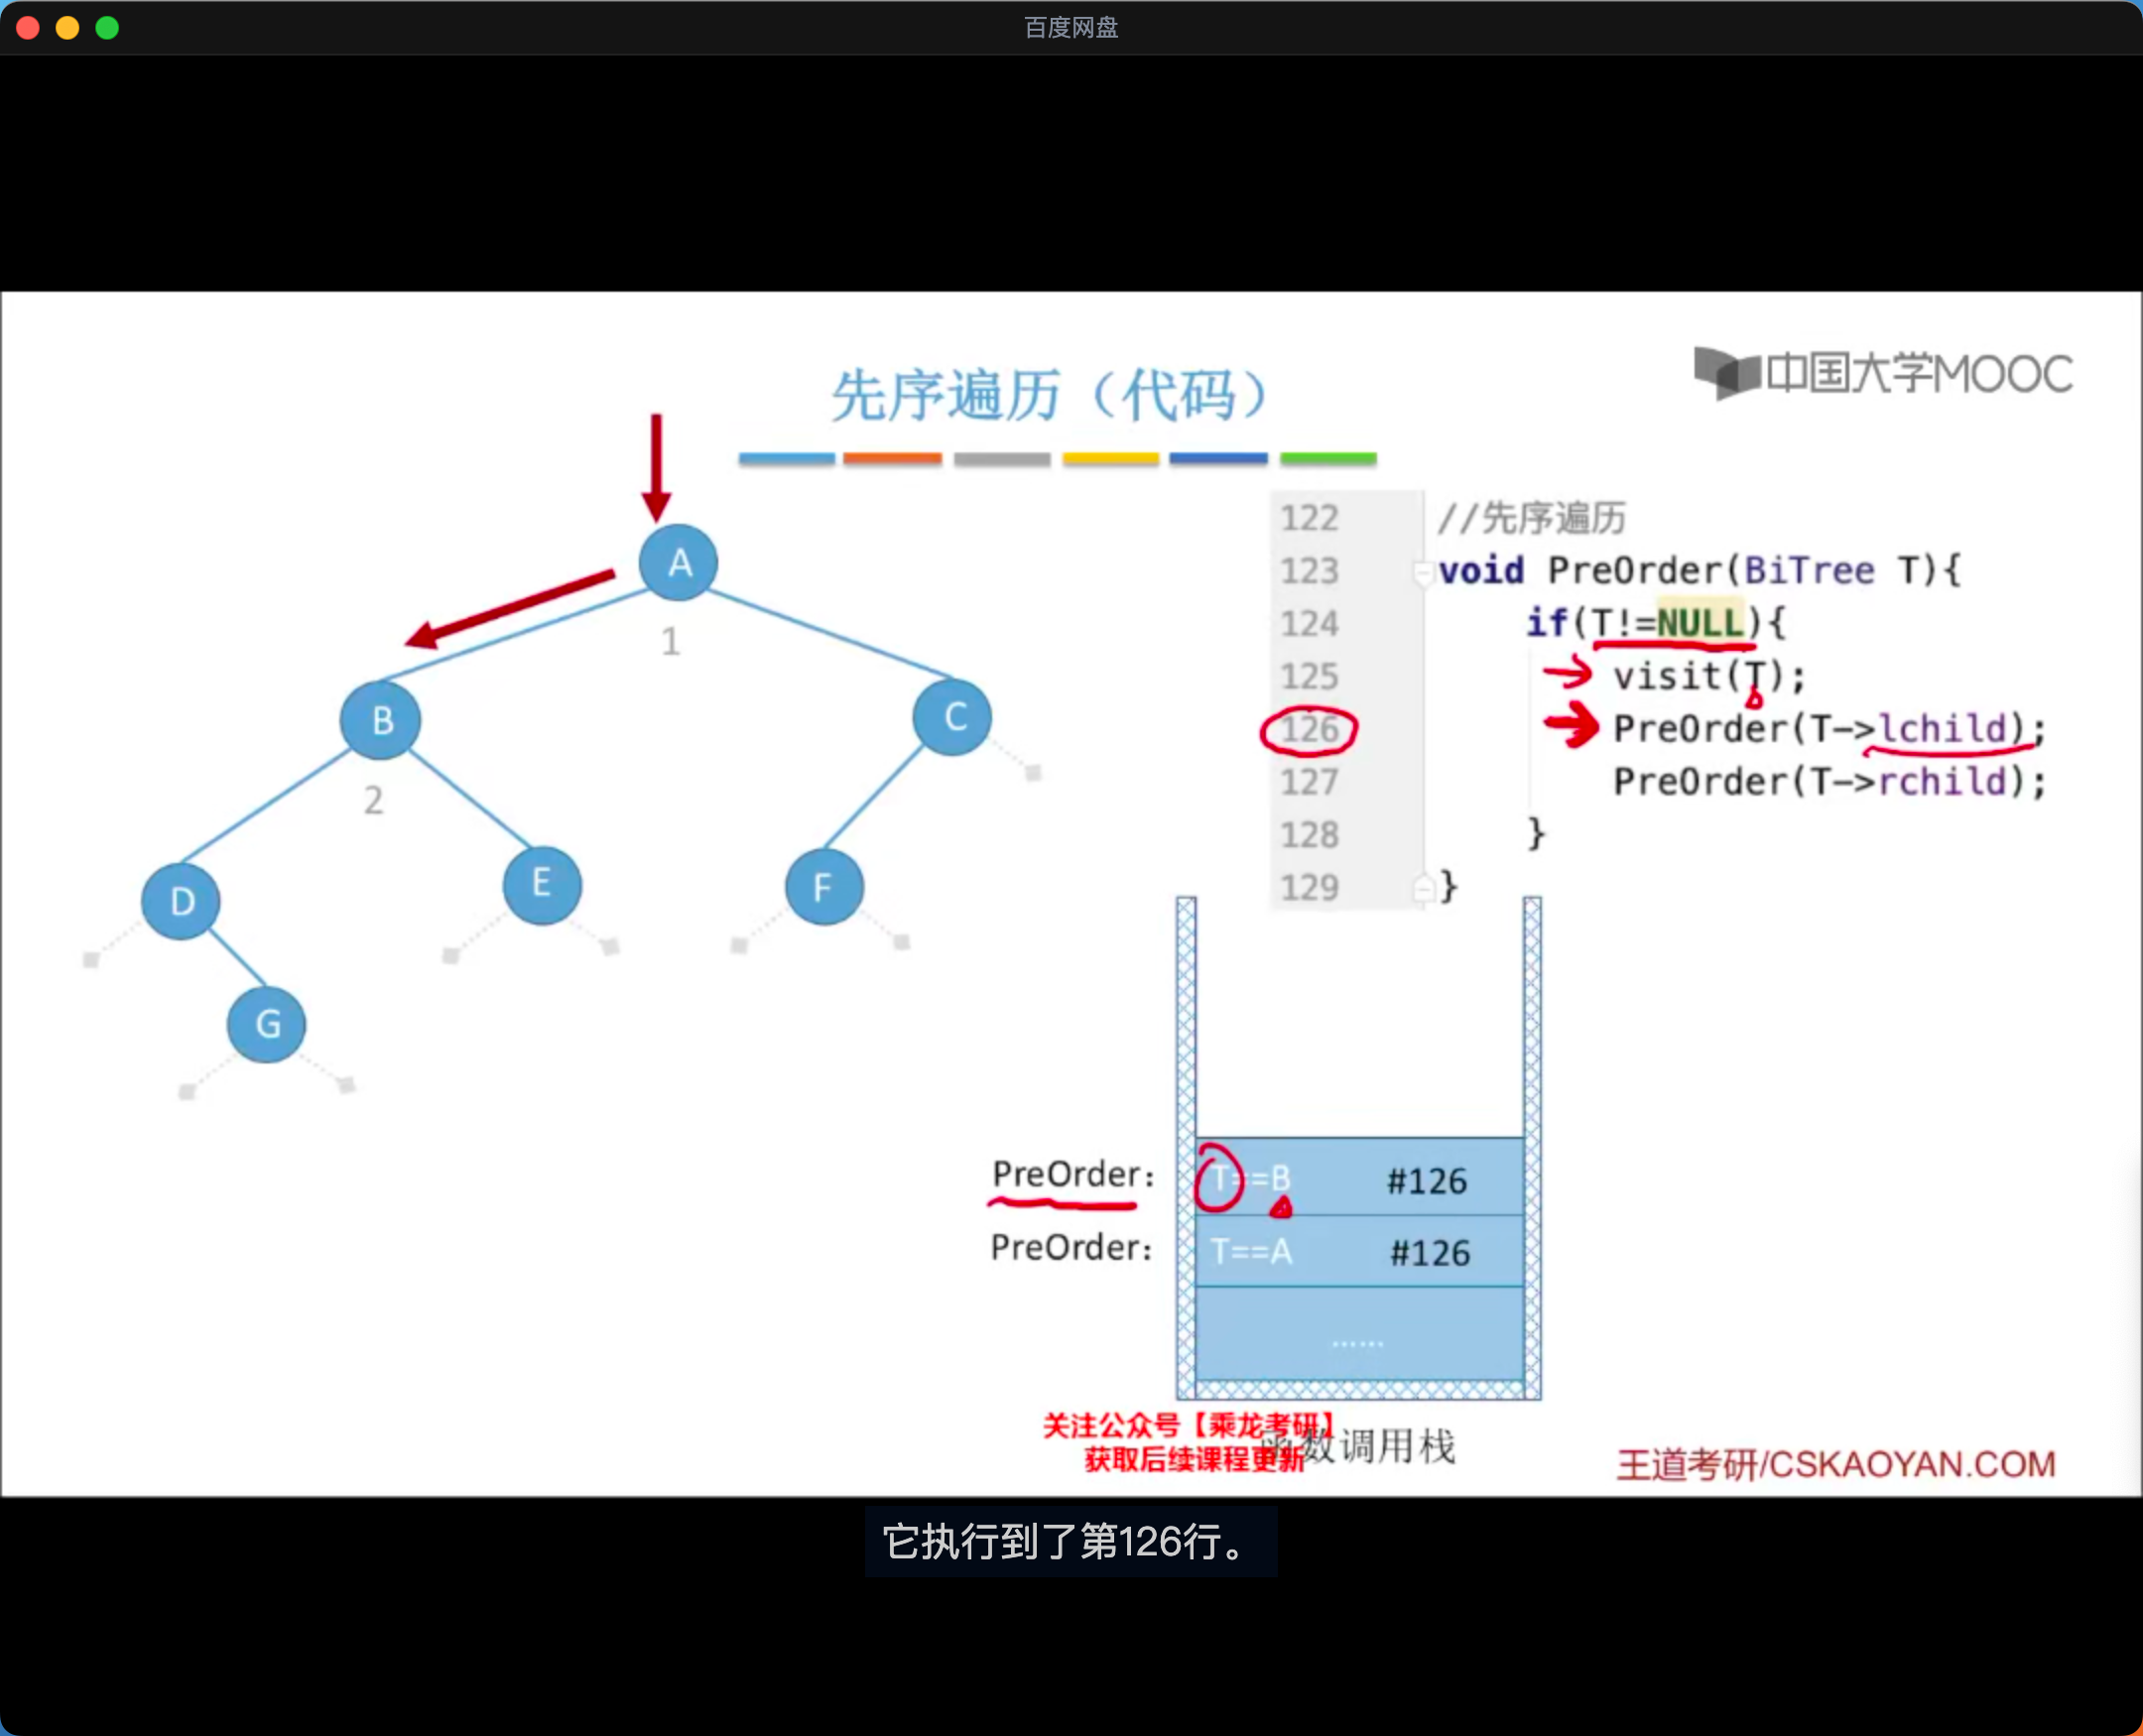 百度网盘
中国大学MOOC
先序遍历（代码）
A
1
B
C
2
D
E
F
G
122 //先序遍历
123 void PreOrder(BiTree T){
124 if(T!=NULL){
125 visit(T);
126 PreOrder(T->lchild);
127 PreOrder(T->rchild);
128 }
129 }
PreOrder: T==B #126
PreOrder: T==A #126
……
关注公众号【乘龙考研】
获取后续课程更新
函数调用栈
王道考研/CSKAOYAN.COM
它执行到了第126行。